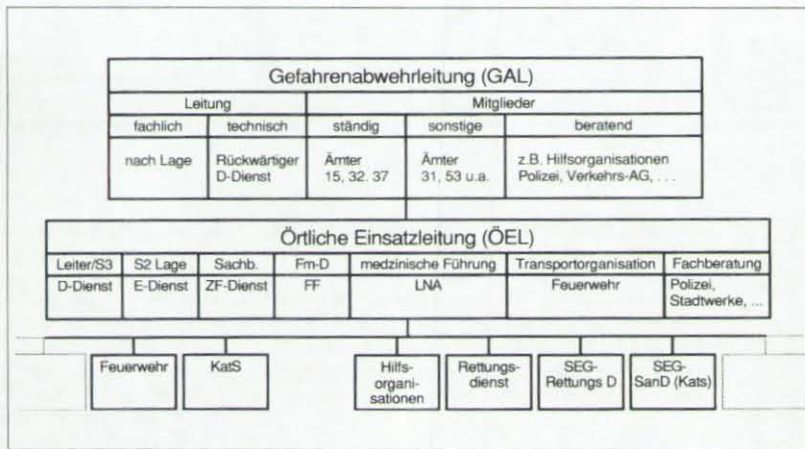 Gefahrenabwehrleitung (GAL)
Leitung Mitglieder
fachlich technisch ständig sonstige beratend
nach Lage Rückwärtiger Ämter Ämter z.B. Hilfsorganisationen
D-Dienst 15, 32. 37 31, 53 u.a. Polizei, Verkehrs-AG, . . .
Örtliche Einsatzleitung (ÖEL)
Leiter/S3 S2 Lage Sachb. Fm-D medzinische Führung Transportorganisation Fachberatung
D-Dienst E-Dienst ZF-Dienst FF LNA Feuerwehr Polizei,
Stadtwerke, ...
Feuerwehr KatS Hilfs- Rettungs- SEG- SEG-
organi- dienst Rettungs D SanD (Kats)
sationen